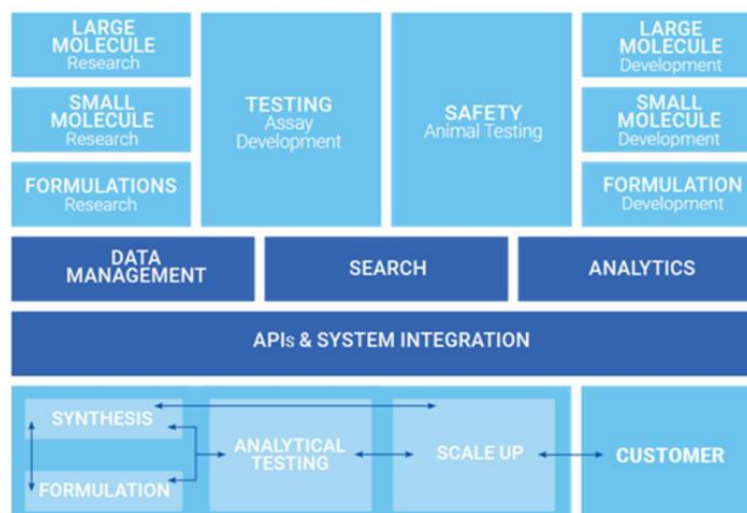 LARGE
MOLECULE
Research
SMALL
MOLECULE
Research
FORMULATIONS
Research
TESTING
Assay
Development
SAFETY
Animal Testing
LARGE
MOLECULE
Development
SMALL
MOLECULE
Development
FORMULATION
Development
DATA
MANAGEMENT
SEARCH
ANALYTICS
APIs & SYSTEM INTEGRATION
SYNTHESIS
FORMULATION
ANALYTICAL
TESTING
SCALE UP
CUSTOMER